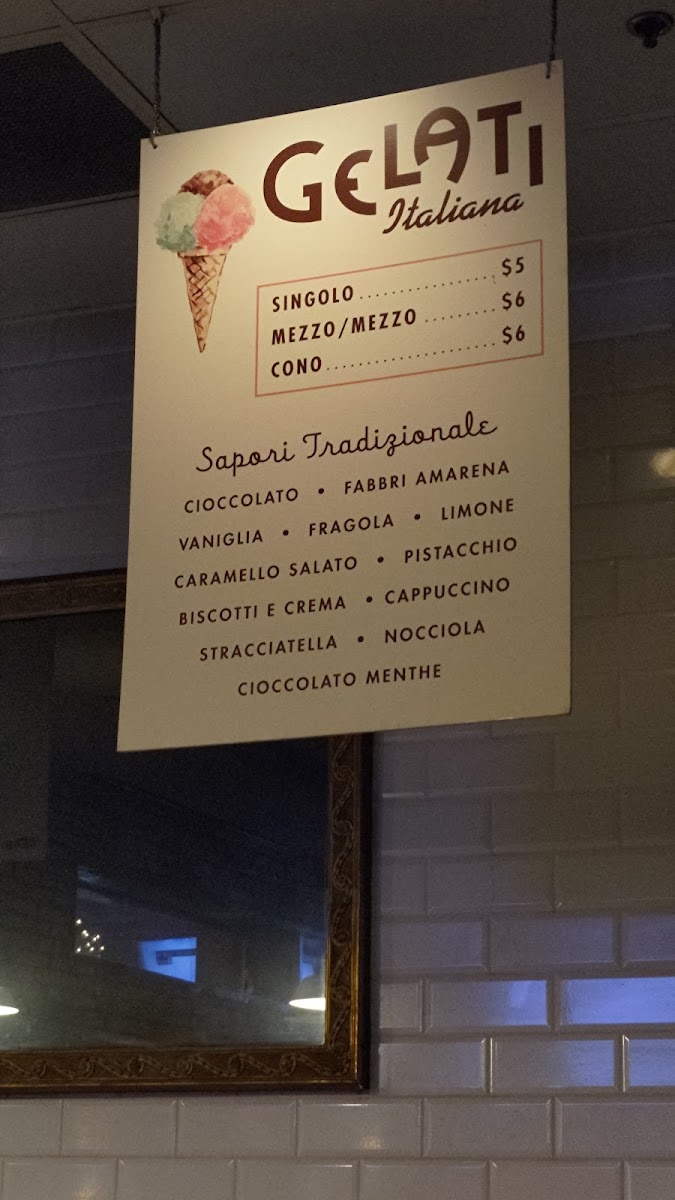 GELATI
Italiana
SINGOLO.................$5
MEZZO/MEZZO .........$6
CONO.....................$6
Sapori Tradizionale
CIOCCOLATO • FABBRI AMARENA
VANIGLIA • FRAGOLA • LIMONE
CARAMELLO SALATO • PISTACCHIO
BISCOTTI E CREMA • CAPPUCCINO
STRACCIATELLA • NOCCIOLA
CIOCCOLATO MENTHE